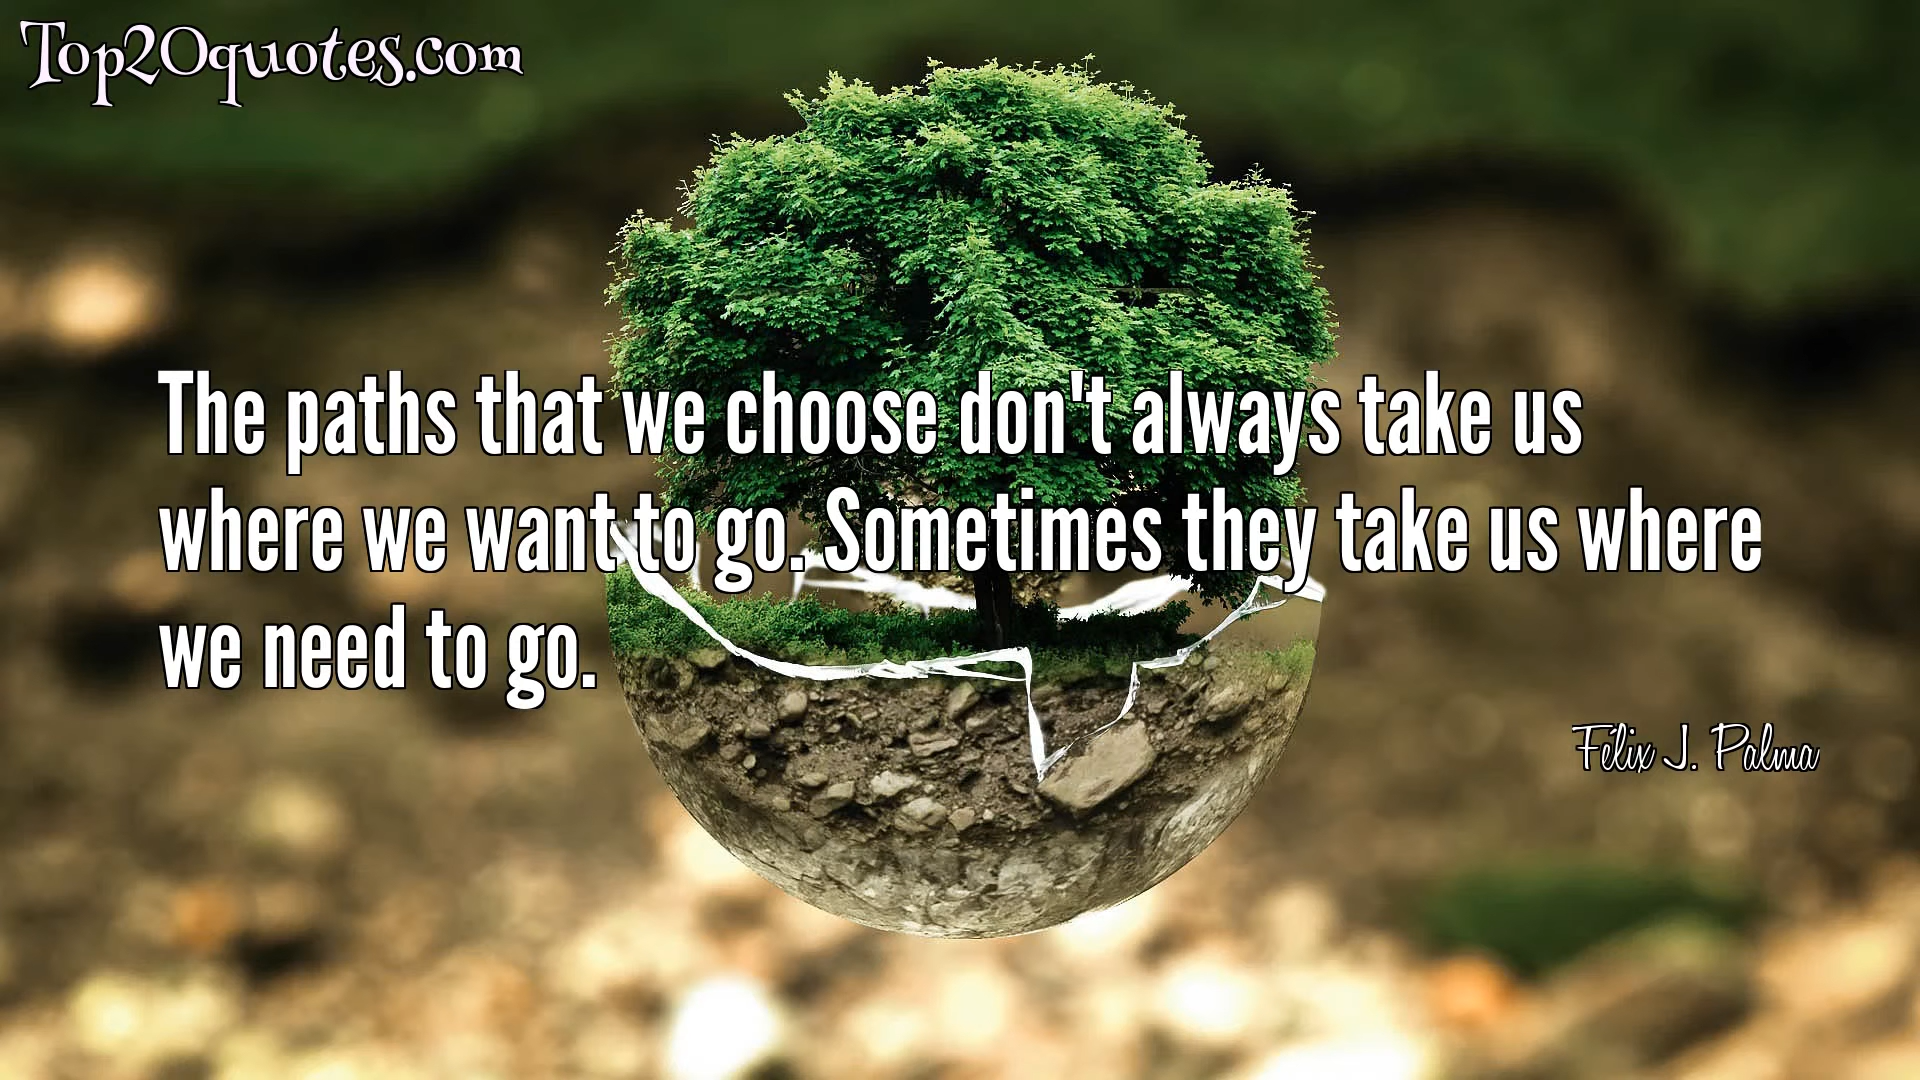 Top20quotes.com
The paths that we choose don't always take us
where we want to go. Sometimes they take us where
we need to go.
Félix J. Palma